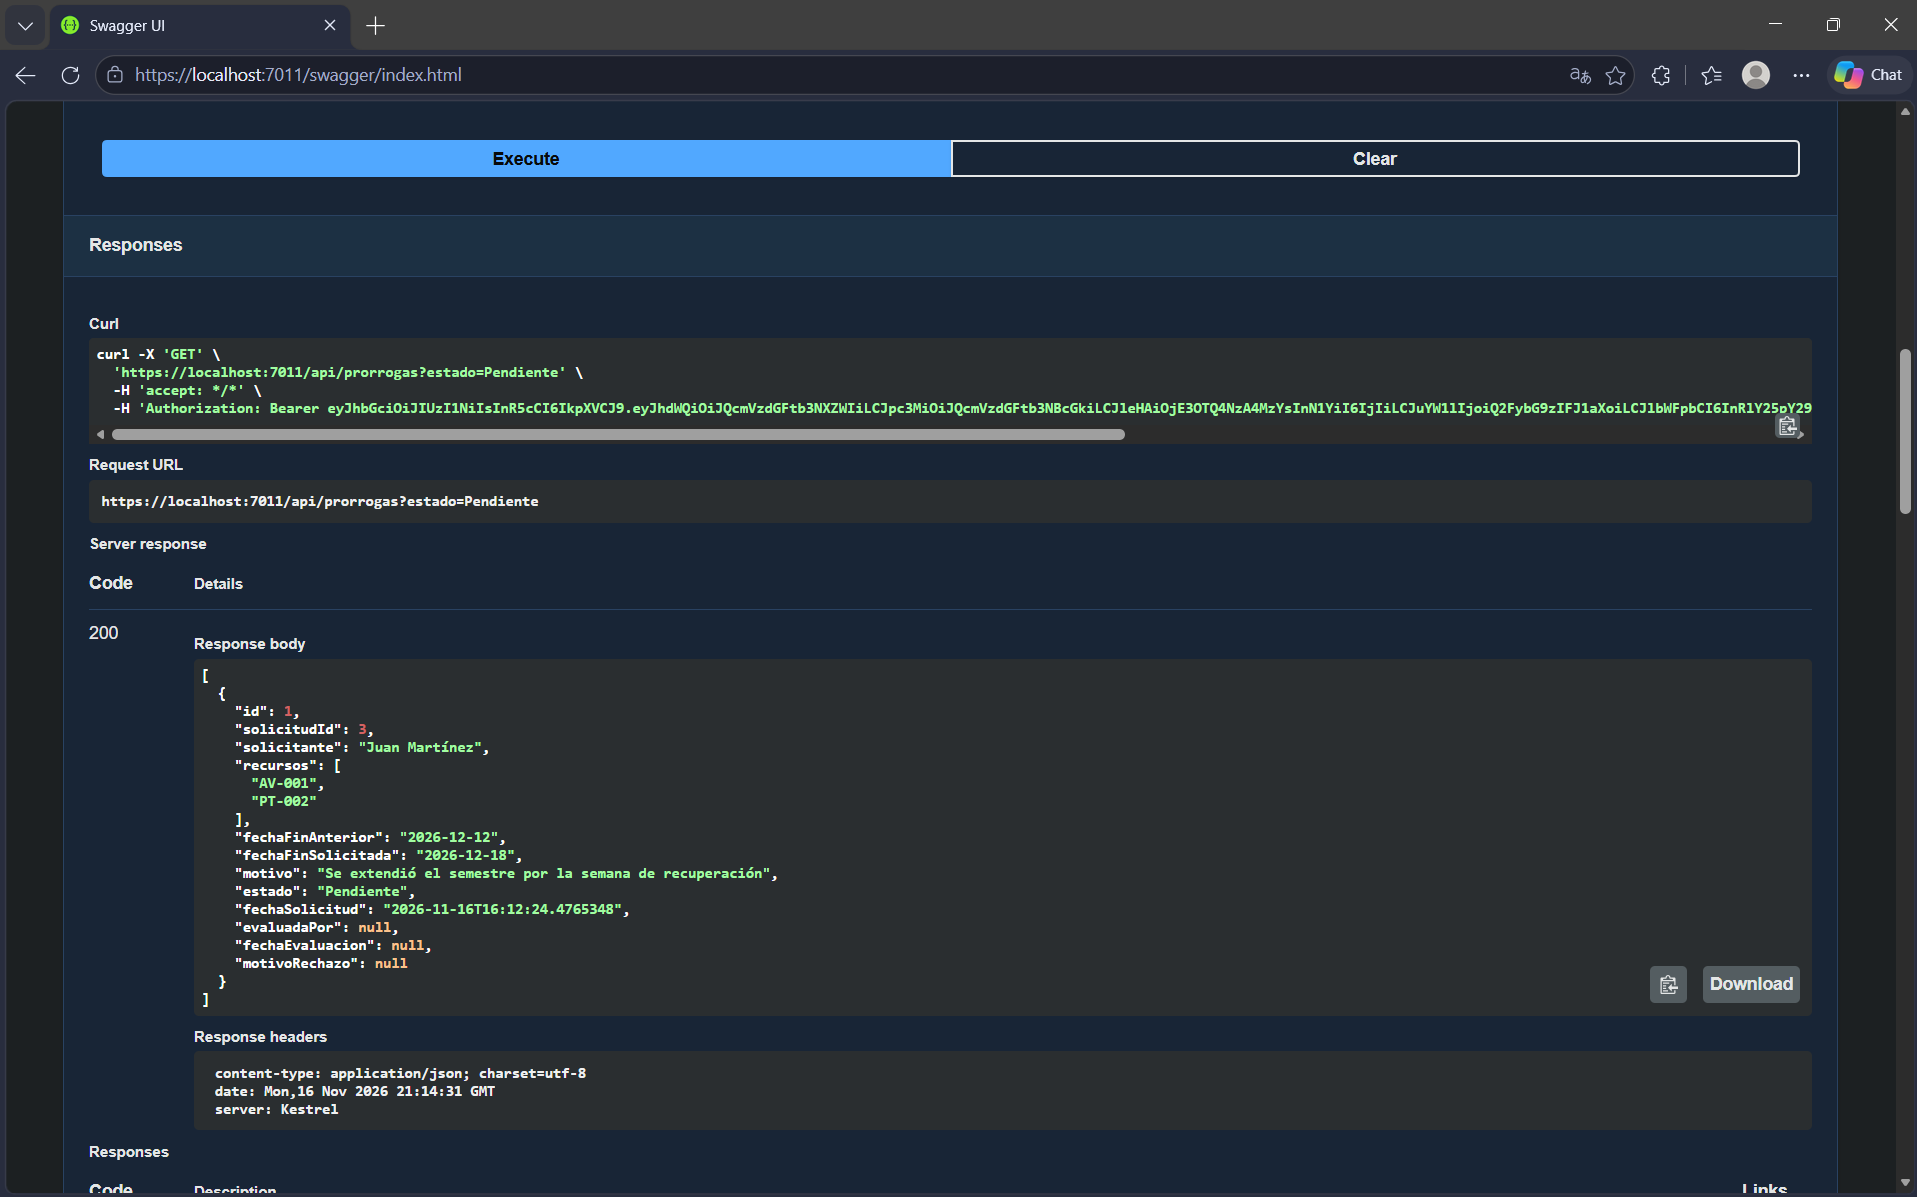 Swagger UI
https://localhost:7011/swagger/index.html
Chat
Execute
Clear
Responses
Curl
curl -X 'GET' \
'https://localhost:7011/api/prorrogas?estado=Pendiente' \
-H 'accept: */*' \
-H 'Authorization: Bearer eyJhbGciOiJIUzI1NiIsInR5cCI6IkpXVCJ9.eyJhdWQiOiJQcmVzdGFtb3NXZWIiLCJpc3MiOiJQcmVzdGFtb3NBcGkiLCJleHAiOjE3OTQ4NzA4MzYsInN1YiI6IjIiLCJuYW1lIjoiQ2FybG9zIFJ1aXoiLCJlbWFpbCI6InRlY25pY29
Request URL
https://localhost:7011/api/prorrogas?estado=Pendiente
Server response
Code
Details
200
Response body
[
{
"id": 1,
"solicitudId": 3,
"solicitante": "Juan Martínez",
"recursos": [
"AV-001",
"PT-002"
],
"fechaFinAnterior": "2026-12-12",
"fechaFinSolicitada": "2026-12-18",
"motivo": "Se extendió el semestre por la semana de recuperación",
"estado": "Pendiente",
"fechaSolicitud": "2026-11-16T16:12:24.4765348",
"evaluadaPor": null,
"fechaEvaluacion": null,
"motivoRechazo": null
}
]
Download
Response headers
content-type: application/json; charset=utf-8
date: Mon,16 Nov 2026 21:14:31 GMT
server: Kestrel
Responses
Code
Description
Links